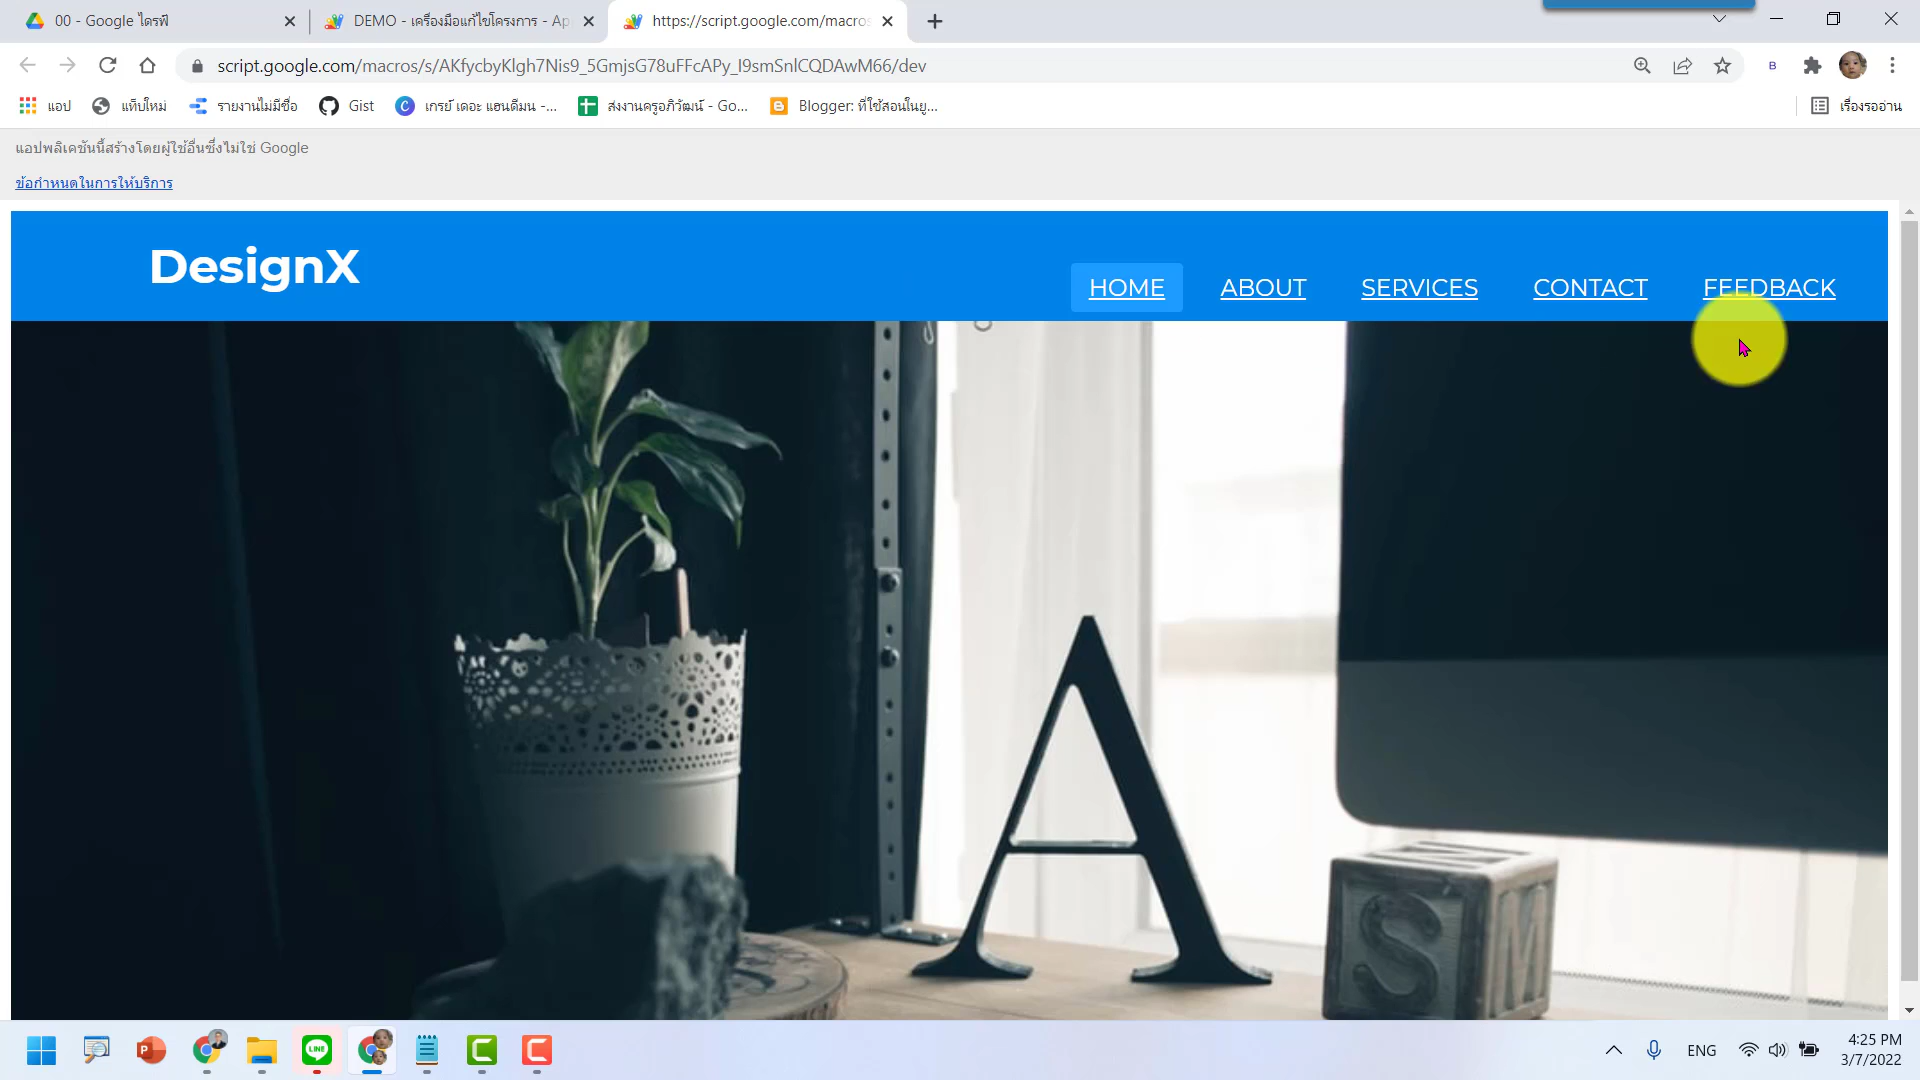 00 - Google ไดรฟ์
DEMO - เครื่องมือแก้ไขโครงการ - Ap
https://script.google.com/macros
script.google.com/macros/s/AKfycbyKlgh7Nis9_5GmjsG78uFFcAPy_I9smSnlCQDAwM66/dev
แอป
แท็บใหม่
รายงานไม่มีชื่อ
Gist
เกรย์ เดอะ แฮนดีมน -...
ส่งงานครูอภิวัฒน์ - Go...
Blogger: ที่ใช้สอนในยู...
เรื่องรออ่าน
แอปพลิเคชันนี้สร้างโดยผู้ใช้อื่นซึ่งไม่ใช่ Google
ข้อกำหนดในการให้บริการ
DesignX
HOME
ABOUT
SERVICES
CONTACT
FEEDBACK
A
S
M
ENG
4:25 PM
3/7/2022